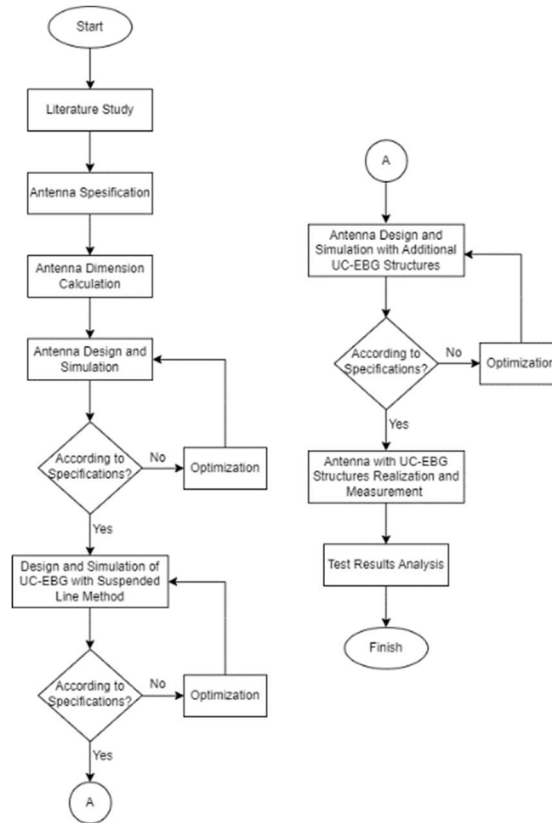 Start
Literature Study
Antenna Spesification
Antenna Dimension
Calculation
Antenna Design and
Simulation
According to
Specifications?
No
Optimization
Yes
Design and Simulation of
UC-EBG with Suspended
Line Method
According to
Specifications?
No
Optimization
Yes
A
A
Antenna Design and
Simulation with Additional
UC-EBG Structures
According to
Specifications?
No
Optimization
Yes
Antenna with UC-EBG
Structures Realization and
Measurement
Test Results Analysis
Finish